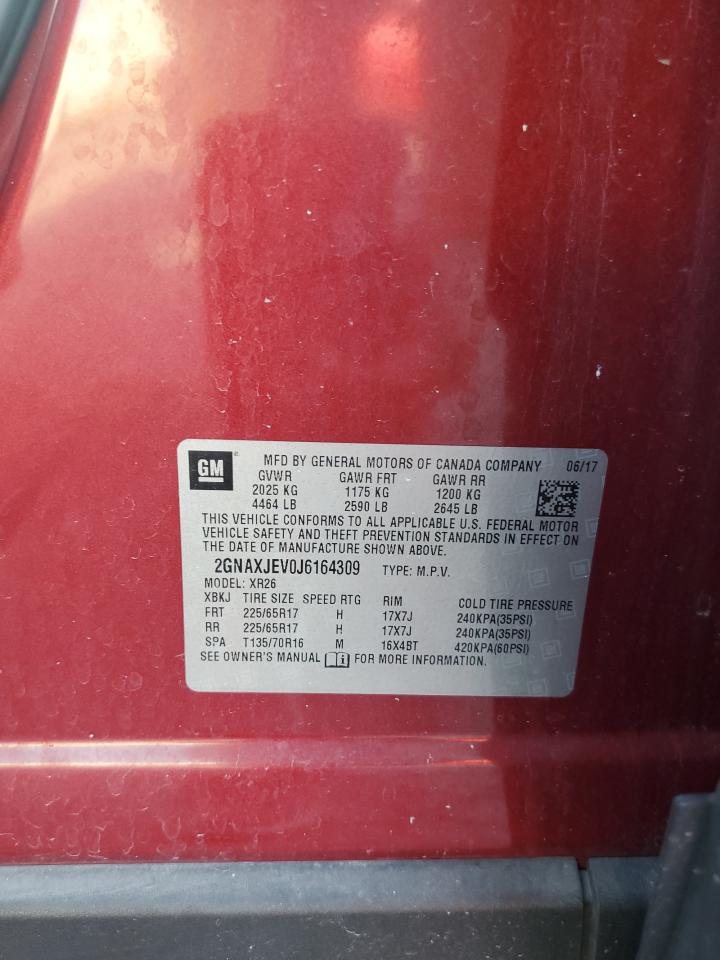 GM MFD BY GENERAL MOTORS OF CANADA COMPANY 06/17
GVWR GAWR FRT GAWR RR
2025 KG 1175 KG 1200 KG
4464 LB 2590 LB 2645 LB
THIS VEHICLE CONFORMS TO ALL APPLICABLE U.S. FEDERAL MOTOR
VEHICLE SAFETY AND THEFT PREVENTION STANDARDS IN EFFECT ON
THE DATE OF MANUFACTURE SHOWN ABOVE.
2GNAXJEV0J6164309 TYPE: M.P.V.
MODEL: XR26
XBKJ TIRE SIZE SPEED RTG RIM COLD TIRE PRESSURE
FRT 225/65R17 H 17X7J 240KPA(35PSI)
RR 225/65R17 H 17X7J 240KPA(35PSI)
SPA T135/70R16 M 16X4BT 420KPA(60PSI)
SEE OWNER'S MANUAL FOR MORE INFORMATION.